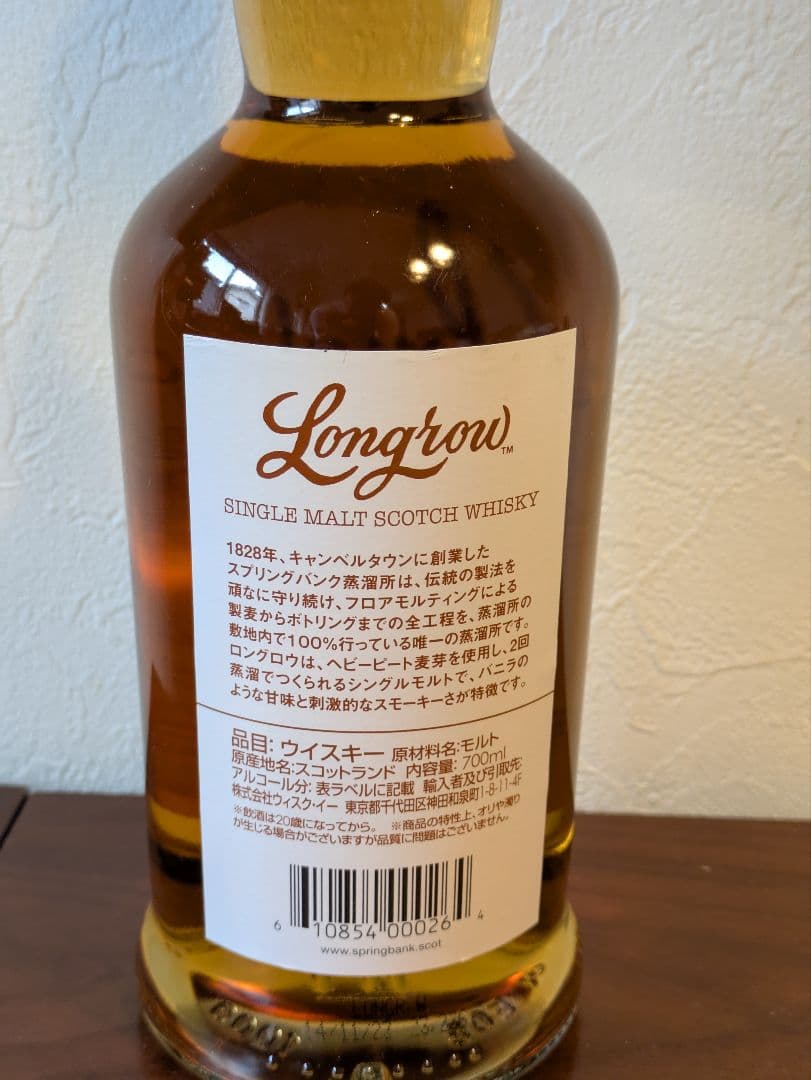 Longrow™
SINGLE MALT SCOTCH WHISKY
1828年、キャンベルタウンに創業した
スプリングバンク蒸溜所は、伝統の製法を
頑なに守り続け、フロアモルティングによる
製麦からボトリングまでの全工程を、蒸溜所の
敷地内で100%行っている唯一の蒸溜所です。
ロングロウは、ヘビーピート麦芽を使用し、2回
蒸溜でつくられるシングルモルトで、バニラの
ような甘味と刺激的なスモーキーさが特徴です。
品目: ウイスキー 原材料名:モルト
原産地名:スコットランド 内容量: 700ml
アルコール分: 表ラベルに記載 輸入者及び引取先:
株式会社ウィスク・イー 東京都千代田区神田和泉町1-8-11-4F
※飲酒は20歳になってから。 ※商品の特性上、オリや濁り
が生じる場合がございますが品質に問題はございません。
6 10854 00026 4
www.springbank.scot